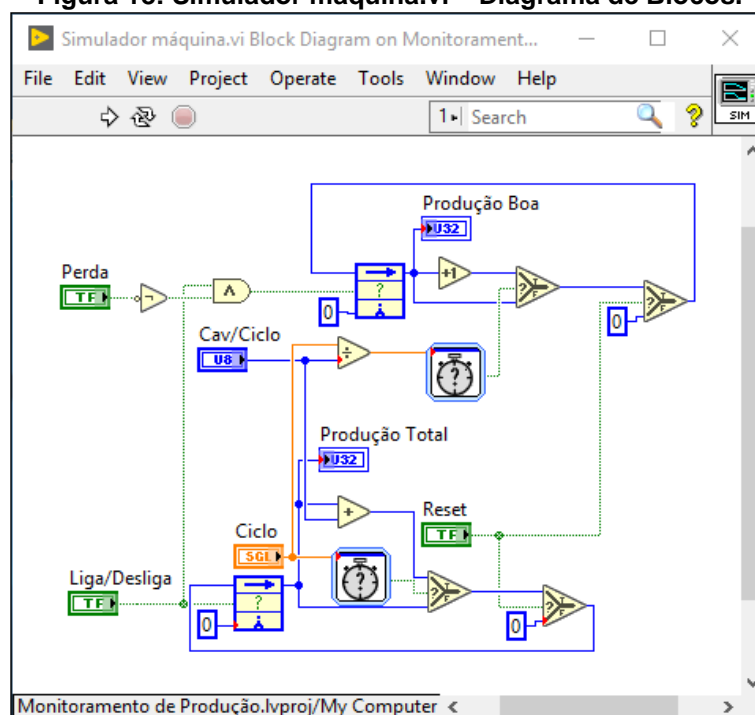 Figura 18: Simulador máquina.vi – Diagrama de Blocos.
Simulador máquina.vi Block Diagram on Monitorament...
File Edit View Project Operate Tools Window Help
1 Search
SIM
Produção Boa
U32
Perda
TF
+1
0
0
Cav/Ciclo
U8
Produção Total
U32
Reset
TF
Ciclo
SGL
Liga/Desliga
TF
0
0
Monitoramento de Produção.lvproj/My Computer